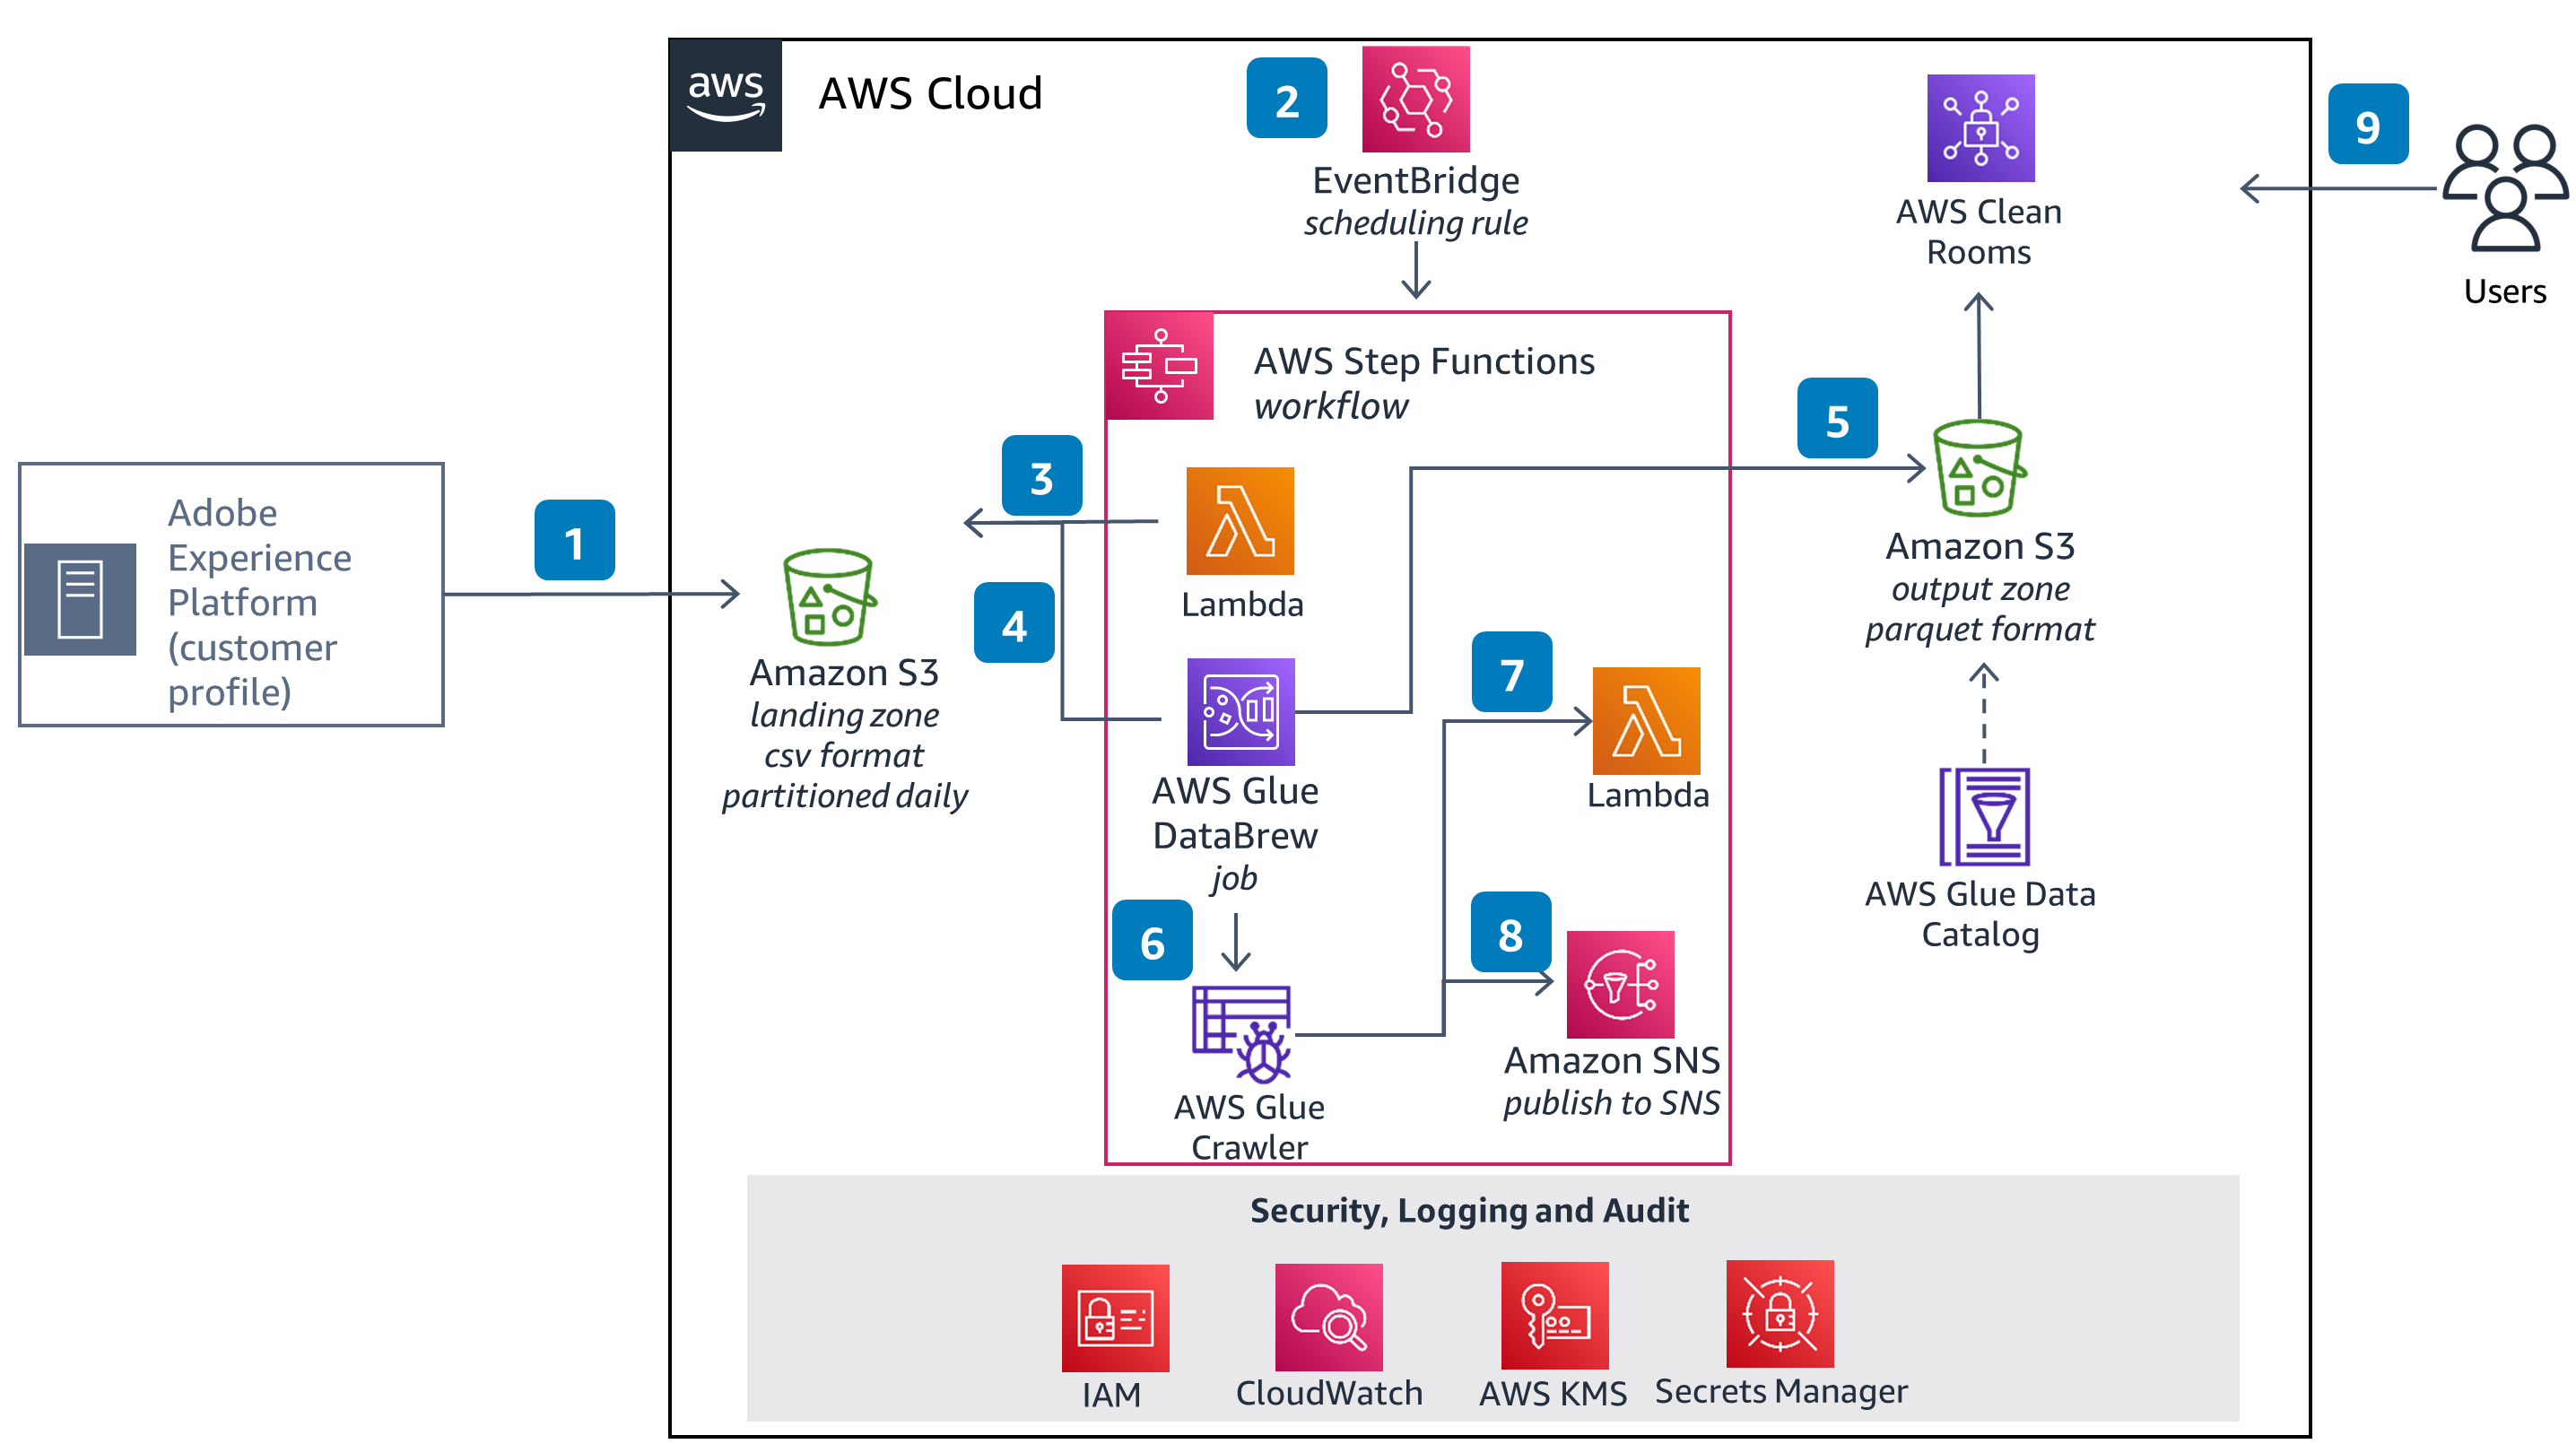 aws
AWS Cloud
2
EventBridge
scheduling rule
AWS Clean
Rooms
9
Users
AWS Step Functions
workflow
Adobe
Experience
Platform
(customer
profile)
1
Amazon S3
landing zone
csv format
partitioned daily
3
4
Lambda
AWS Glue
DataBrew
job
5
Amazon S3
output zone
parquet format
7
Lambda
6
AWS Glue
Crawler
8
Amazon SNS
publish to SNS
AWS Glue Data
Catalog
Security, Logging and Audit
IAM
CloudWatch
AWS KMS
Secrets Manager